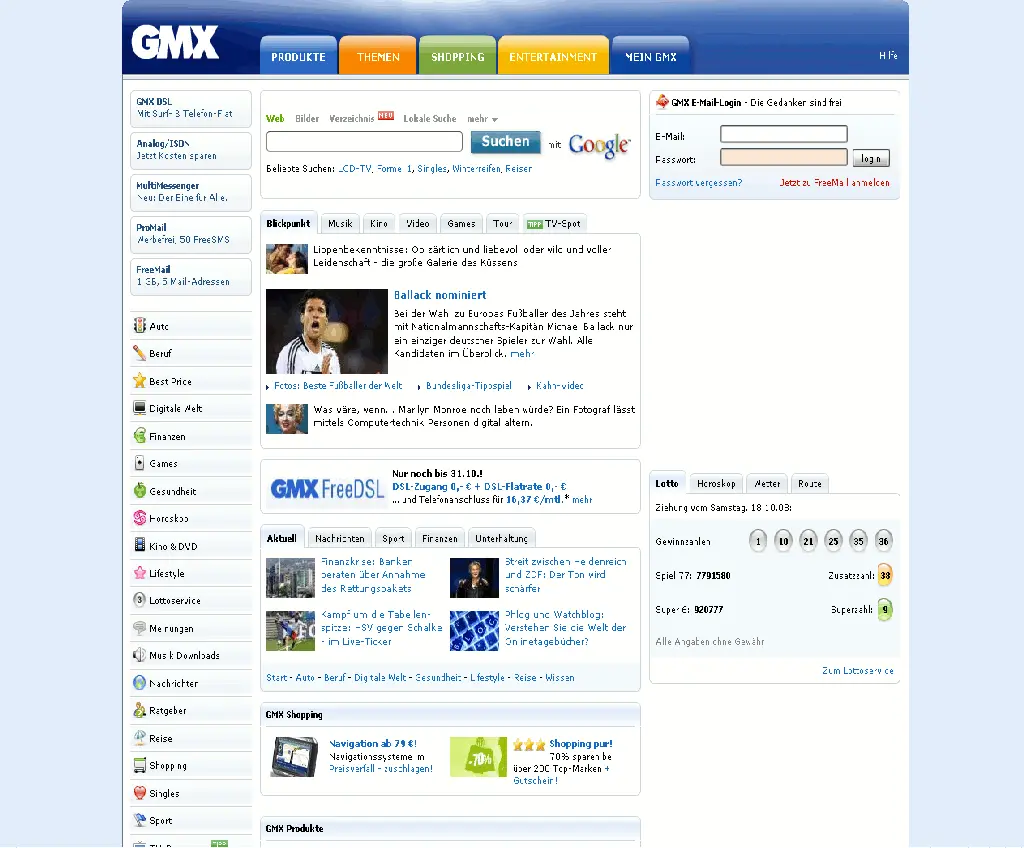 GMX
PRODUKTE
THEMEN
SHOPPING
ENTERTAINMENT
MEIN GMX
Hilfe
GMX DSL
Mit Surf- & Telefon-Flat
Analog/ISDN
Jetzt Kosten sparen
MultiMessenger
Neu: Der Eine für Alle.
ProMail
Werbefrei, 50 FreeSMS
FreeMail
1 GB, 5 Mail-Adressen
Auto
Beruf
Best Price
Digitale Welt
Finanzen
Games
Gesundheit
Horoskop
Kino & DVD
Lifestyle
Lottoservice
Meinungen
Musik Downloads
Nachrichten
Ratgeber
Reise
Shopping
Singles
Sport
TIPP
Web Bilder Verzeichnis NEU Lokale Suche mehr
Suchen mit Google
Beliebte Suchen: LCD-TV, Formel 1, Singles, Winterreifen, Reisen
Blickpunkt Musik Kino Video Games Tour TIPP TV-Spot
Lippenbekenntnisse: Ob zärtlich und liebevoll oder wild und voller
Leidenschaft - die große Galerie des Küssens
Ballack nominiert
Bei der Wahl zu Europas Fußballer des Jahres steht
mit Nationalmannschafts-Kapitän Michael Ballack nur
ein einziger deutscher Spieler zur Wahl. Alle
Kandidaten im Überblick. mehr
Fotos: Beste Fußballer der Welt Bundesliga-Tippspiel Kahn-Video
Was wäre, wenn... Marilyn Monroe noch leben würde? Ein Fotograf lässt
mittels Computertechnik Personen digital altern.
GMX FreeDSL
Nur noch bis 31.10.!
DSL-Zugang 0,- € + DSL-Flatrate 0,- €
... und Telefonanschluss für 16,37 €/mtl.* mehr
Aktuell Nachrichten Sport Finanzen Unterhaltung
Finanzkrise: Banken
beraten über Annahme
des Rettungspakets
Streit zwischen Heidenreich
und ZDF: Der Ton wird
schärfer
Kampf um die Tabellen-
spitze: HSV gegen Schalke
- im Live-Ticker
BLOG
Phlog und Watchblog:
Verstehen Sie die Welt der
Onlinetagebücher?
Start - Auto - Beruf - Digitale Welt - Gesundheit - Lifestyle - Reise - Wissen
GMX Shopping
Navigation ab 79 €!
Navigationssysteme im
Preisverfall - zuschlagen!
-70%
Shopping pur!
70% sparen bei
über 200 Top-Marken +
Gutschein!
GMX Produkte
GMX E-Mail-Login - Die Gedanken sind frei
E-Mail:
Passwort:
login
Passwort vergessen?
Jetzt zu FreeMail anmelden
Lotto Horoskop Wetter Route
Ziehung vom Samstag, 18.10.08:
Gewinnzahlen 1 10 21 25 35 36
Spiel 77: 7791580 Zusatzzahl: 38
Super 6: 920777 Superzahl: 9
Alle Angaben ohne Gewähr
Zum Lottoservice